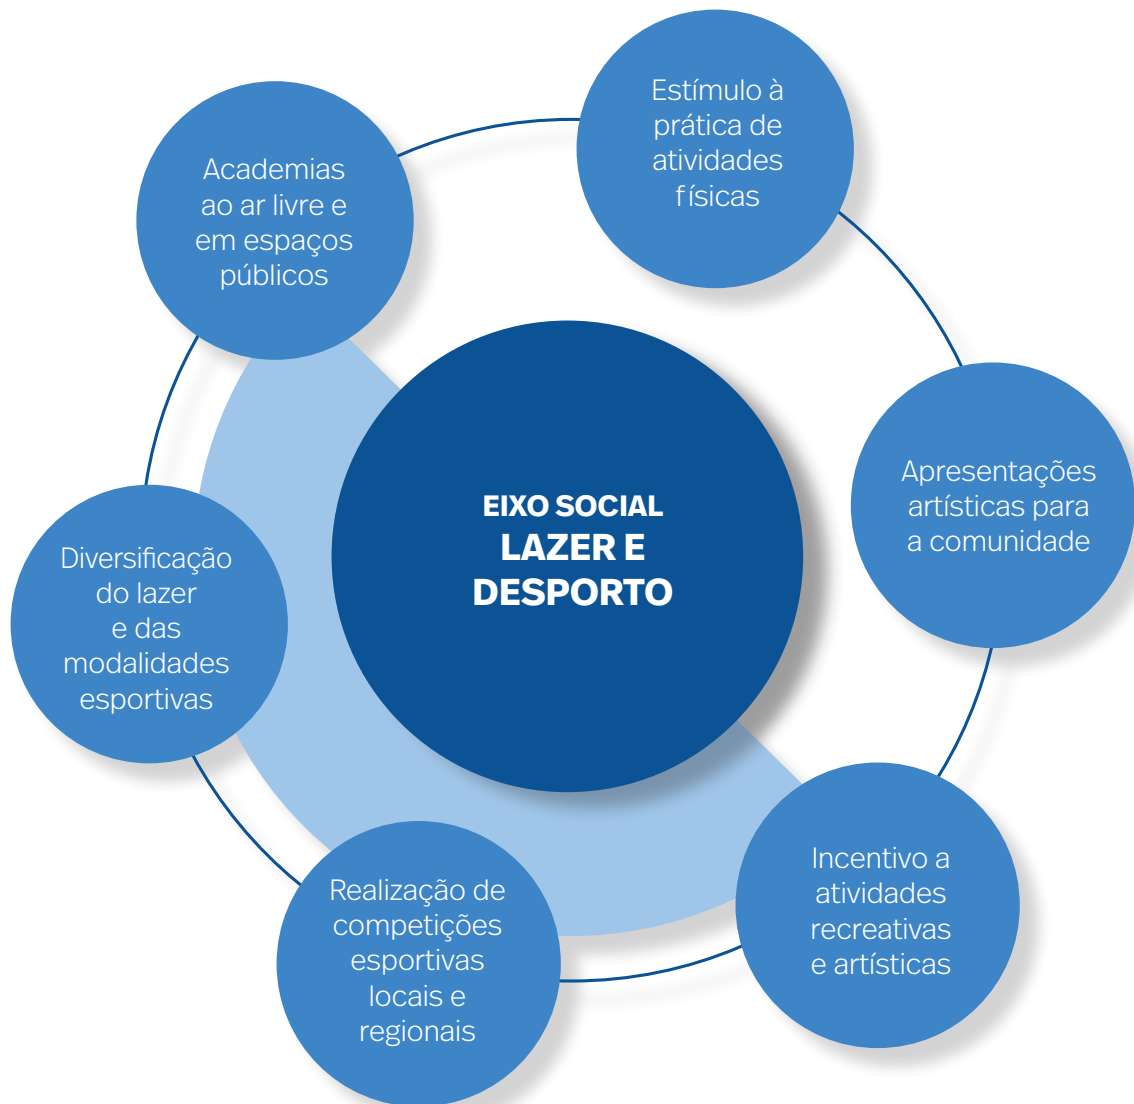 Estímulo à
prática de
atividades
físicas
Academias
ao ar livre e
em espaços
públicos
Apresentações
artísticas para
a comunidade
EIXO SOCIAL
LAZER E
DESPORTO
Diversificação
do lazer
e das
modalidades
esportivas
Incentivo a
atividades
recreativas
e artísticas
Realização de
competições
esportivas
locais e
regionais